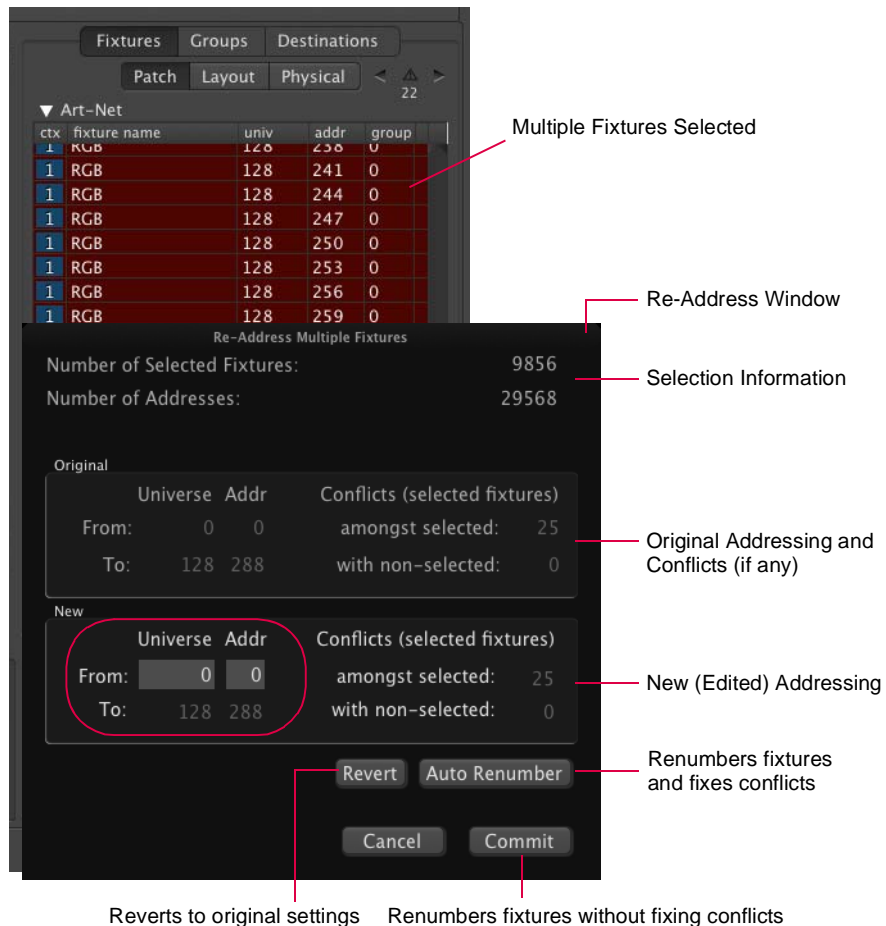 Fixtures Groups Destinations
Patch Layout Physical < >
22
▼ Art-Net
ctx fixture name univ addr group
1 RGB 128 238 0
1 RGB 128 241 0
1 RGB 128 244 0
1 RGB 128 247 0
1 RGB 128 250 0
1 RGB 128 253 0
1 RGB 128 256 0
1 RGB 128 259 0
Multiple Fixtures Selected
Re-Address Window
Re-Address Multiple Fixtures
Number of Selected Fixtures: 9856
Number of Addresses: 29568
Selection Information
Original
Universe Addr Conflicts (selected fixtures)
From: 0 0 amongst selected: 25
To: 128 288 with non-selected: 0
Original Addressing and
Conflicts (if any)
New
Universe Addr Conflicts (selected fixtures)
From: 0 0 amongst selected: 25
To: 128 288 with non-selected: 0
New (Edited) Addressing
Revert Auto Renumber
Renumbers fixtures
and fixes conflicts
Cancel Commit
Reverts to original settings
Renumbers fixtures without fixing conflicts